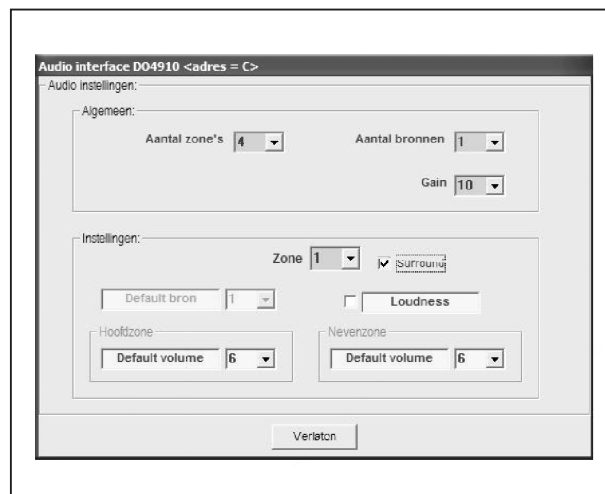 Audio interface DO4910 <adres = C>
Audio instellingen:
Algemeen:
Aantal zone's 4 Aantal bronnen 1
Gain 10
Instellingen:
Zone 1 Surround
Default bron 1 Loudness
Hoofdzone Nevenzone
Default volume 6 Default volume 6
Verlaten